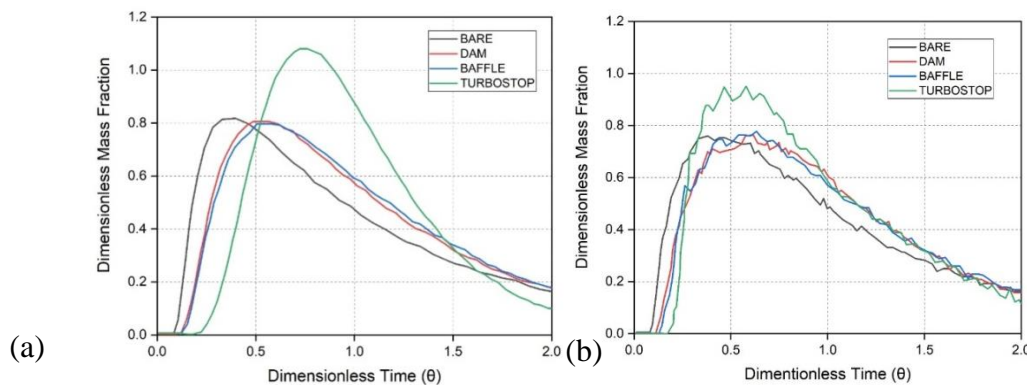 (a)
Dimensionless Mass Fraction
1.2
1.0
0.8
0.6
0.4
0.2
0.0
BARE
DAM
BAFFLE
TURBOSTOP
0.0 0.5 1.0 1.5 2.0
Dimensionless Time (θ)
(b)
Dimensionless Mass Fration
1.2
1.0
0.8
0.6
0.4
0.2
0.0
BARE
DAM
BAFFLE
TURBOSTOP
0.0 0.5 1.0 1.5 2.0
Dimentionless Time (θ)